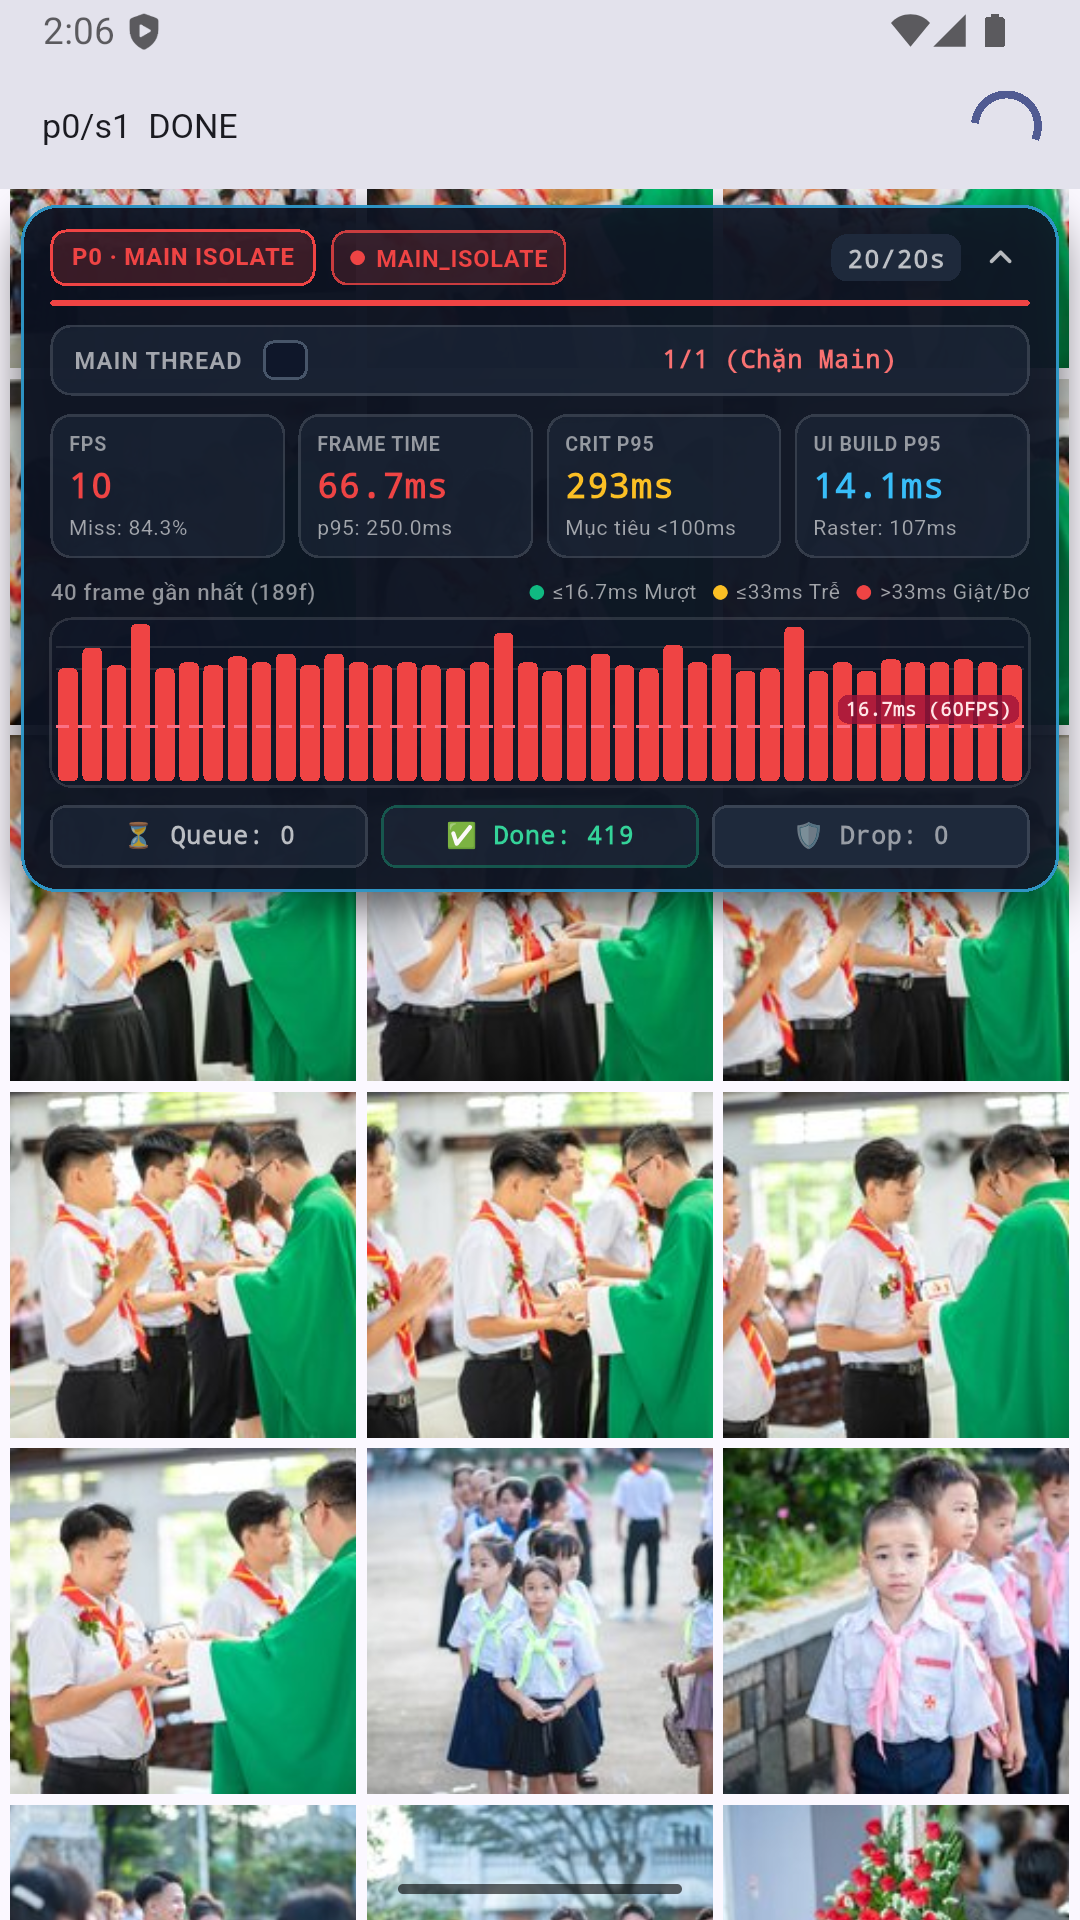 2:06
p0/s1 DONE
P0 · MAIN ISOLATE
MAIN_ISOLATE
20/20s
MAIN THREAD
1/1 (Chặn Main)
FPS
10
Miss: 84.3%
FRAME TIME
66.7ms
p95: 250.0ms
CRIT P95
293ms
Mục tiêu <100ms
UI BUILD P95
14.1ms
Raster: 107ms
40 frame gần nhất (189f)
≤16.7ms Mượt
≤33ms Trễ
>33ms Giật/Đơ
16.7ms (60FPS)
⏳ Queue: 0
✅ Done: 419
🛡️ Drop: 0